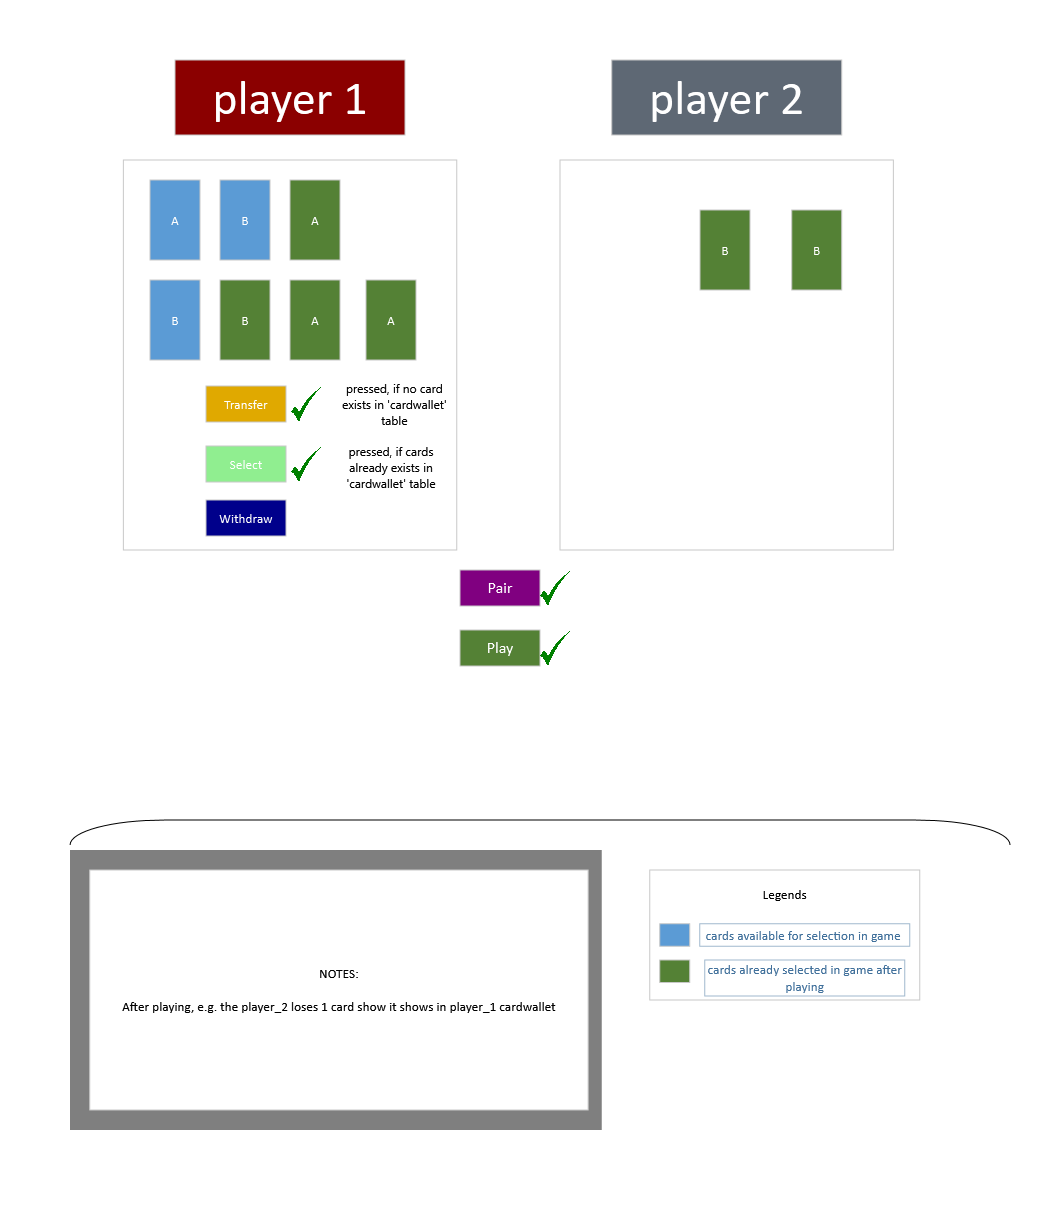 player 1
player 2
A
B
A
B
B
B
B
A
A
Transfer
pressed, if no card
exists in 'cardwallet'
table
Select
pressed, if cards
already exists in
'cardwallet' table
Withdraw
Pair
Play
NOTES:
After playing, e.g. the player_2 loses 1 card show it shows in player_1 cardwallet
Legends
cards available for selection in game
cards already selected in game after
playing